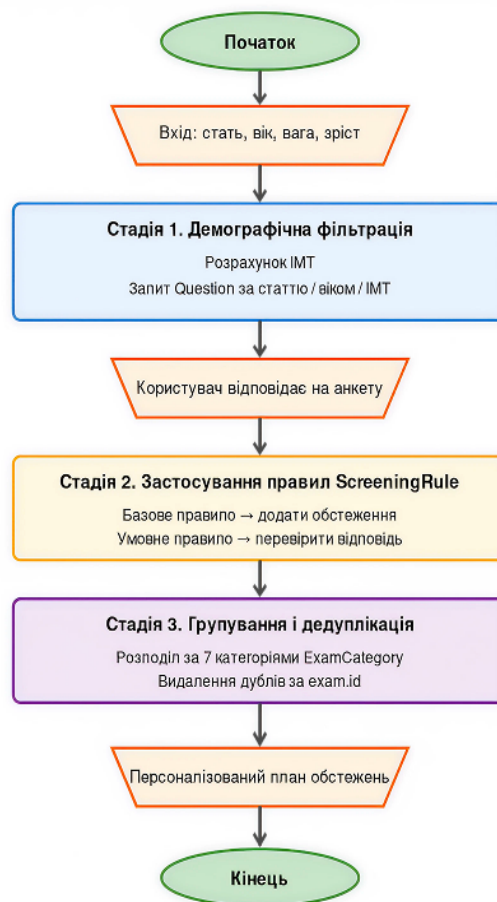 Початок
Вхід: стать, вік, вага, зріст
Стадія 1. Демографічна фільтрація
Розрахунок ІМТ
Запит Question за статтю / віком / ІМТ
Користувач відповідає на анкету
Стадія 2. Застосування правил ScreeningRule
Базове правипо → додати обстеження
Умовне правипо → перевірити відповідь
Стадія 3. Групування і дедуплікація
Розподіл за 7 категоріями ExamCategory
Видалення дублів за exam.id
Персоналізований план обстежень
Кінець